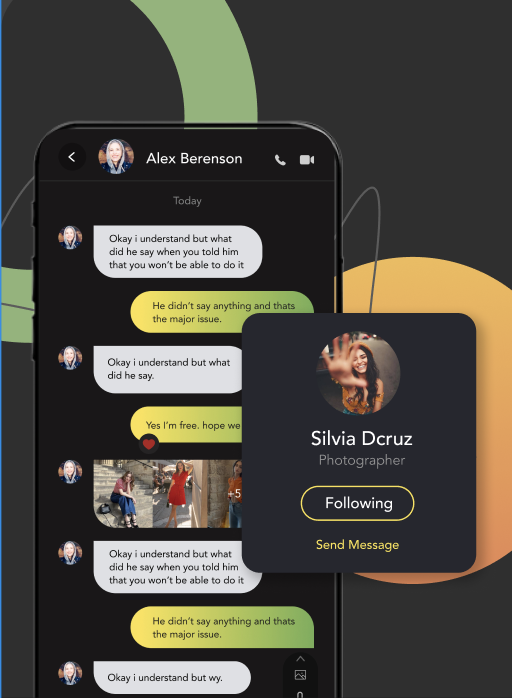 Alex Berenson
Today
Okay i understand but what
did he say when you told him
that you won't be able to do it
He didn't say anything and thats
the major issue.
Okay i understand but what
did he say.
Yes I'm free. hope we
+5
Okay i understand but what
did he say when you told him
that you won't be able to do it
He didn't say anything and thats
the major issue.
Okay i understand but wy.
Silvia Dcruz
Photographer
Following
Send Message